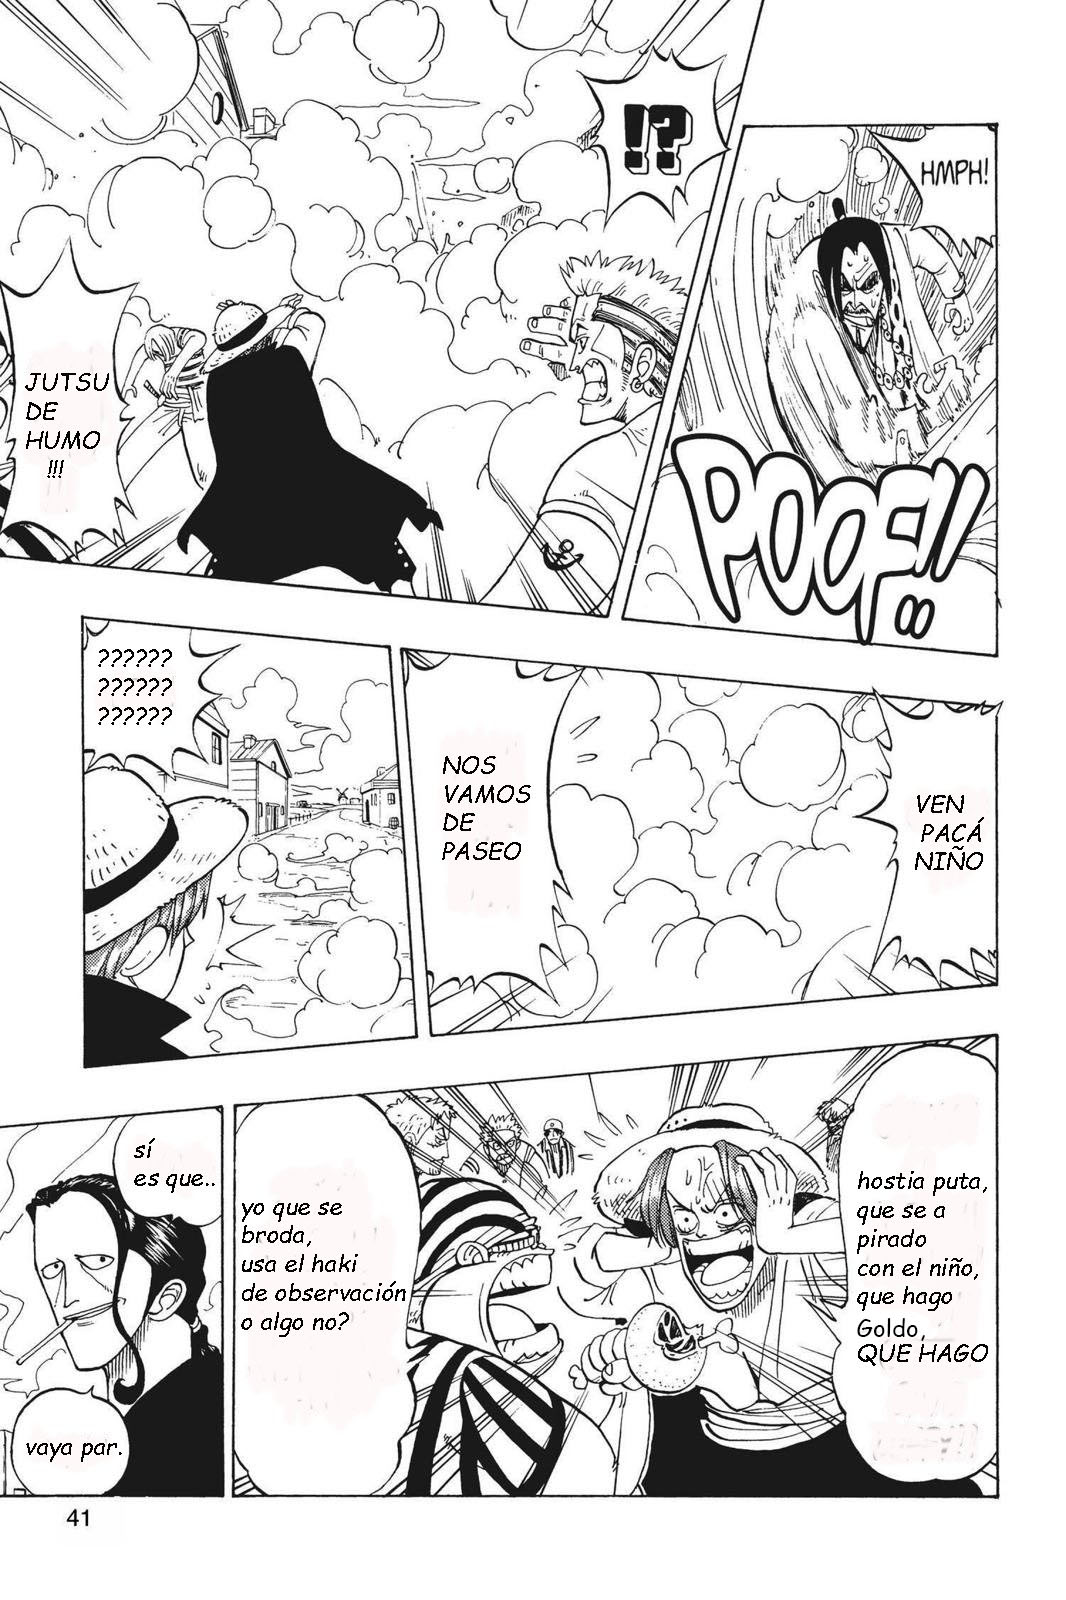 HMPH!
POOF!!
!?
JUTSU
DE
HUMO
!!!
VEN
PACÁ
NIÑO
NOS
VAMOS
DE
PASEO
??????
??????
??????
hostia puta,
que se a
pirado
con el niño,
que hago
Goldo,
QUE HAGO
yo que se
broda,
usa el haki
de observación
o algo no?
sí
es que..
vaya par.
41